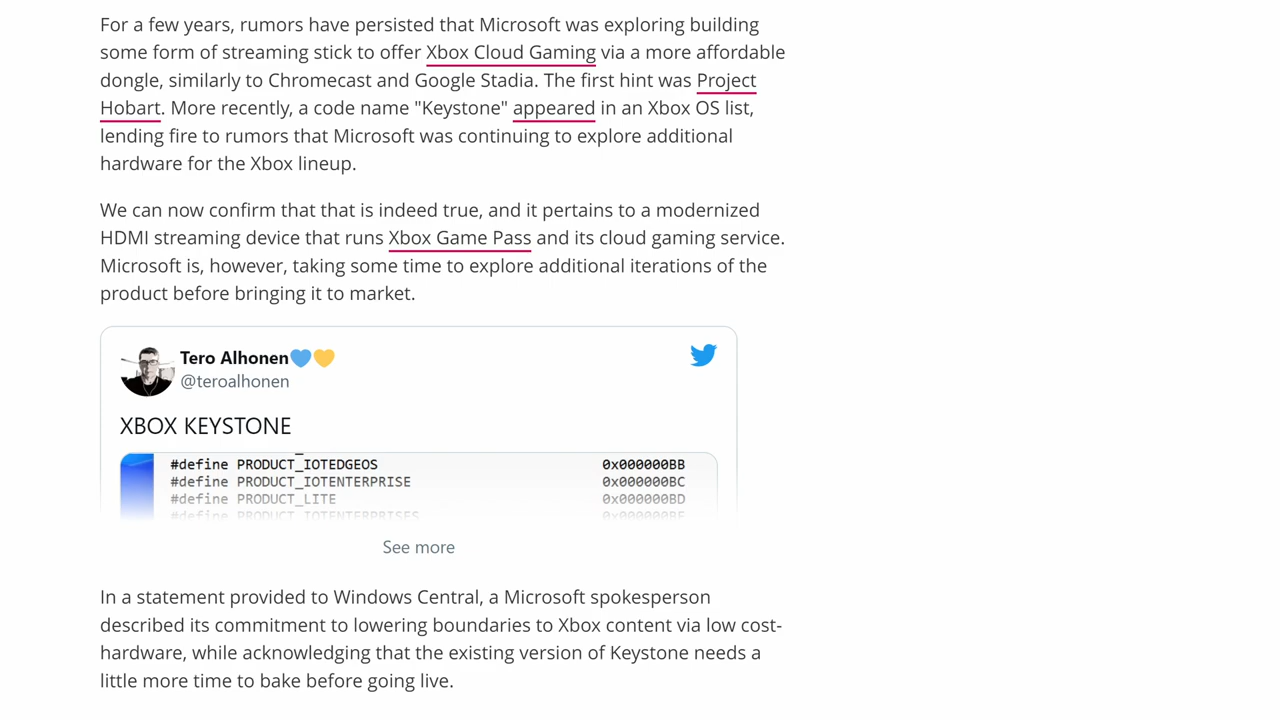 For a few years, rumors have persisted that Microsoft was exploring building
some form of streaming stick to offer Xbox Cloud Gaming via a more affordable
dongle, similarly to Chromecast and Google Stadia. The first hint was Project
Hobart. More recently, a code name "Keystone" appeared in an Xbox OS list,
lending fire to rumors that Microsoft was continuing to explore additional
hardware for the Xbox lineup.
We can now confirm that that is indeed true, and it pertains to a modernized
HDMI streaming device that runs Xbox Game Pass and its cloud gaming service.
Microsoft is, however, taking some time to explore additional iterations of the
product before bringing it to market.
Tero Alhonen💙💛
@teroalhonen
XBOX KEYSTONE
#define PRODUCT_IOTEDGEOS 0x000000BB
#define PRODUCT_IOTENTERPRISE 0x000000BC
#define PRODUCT_LITE 0x000000BD
#define PRODUCT_IOTENTERPRISES
See more
In a statement provided to Windows Central, a Microsoft spokesperson
described its commitment to lowering boundaries to Xbox content via low cost-
hardware, while acknowledging that the existing version of Keystone needs a
little more time to bake before going live.